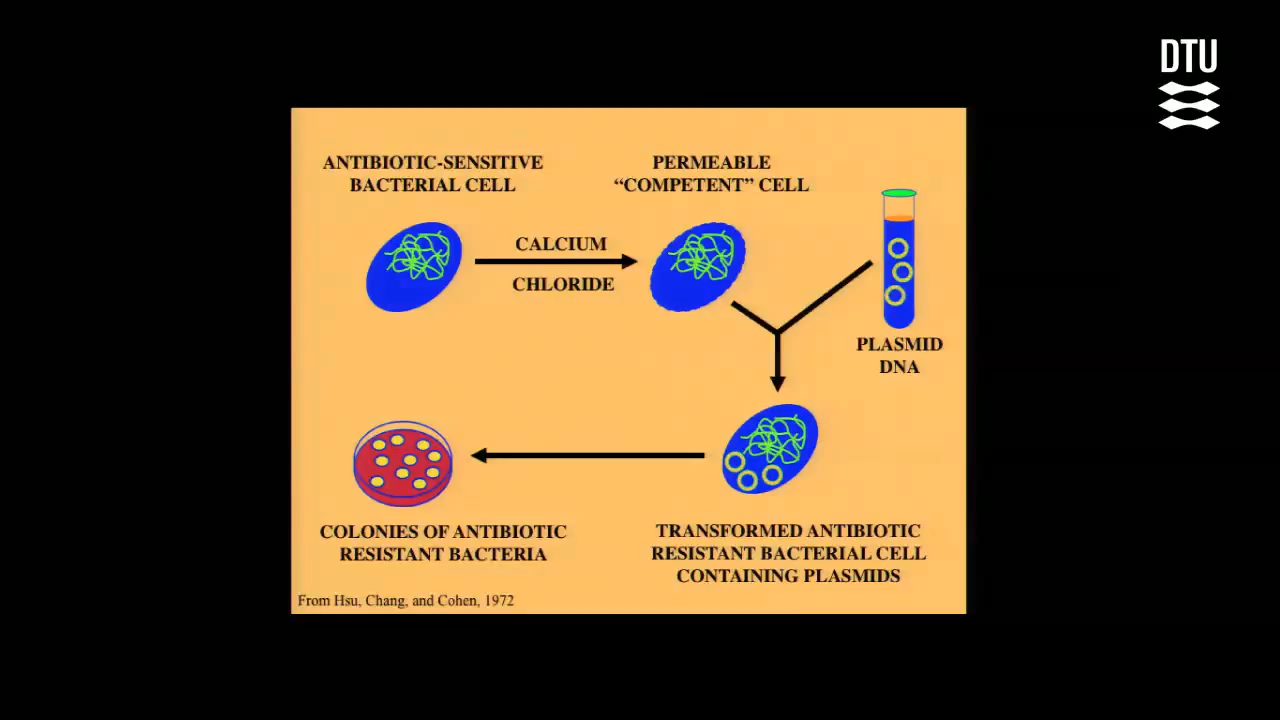 DTU
ANTIBIOTIC-SENSITIVE
BACTERIAL CELL
PERMEABLE
“COMPETENT” CELL
CALCIUM
CHLORIDE
PLASMID
DNA
COLONIES OF ANTIBIOTIC
RESISTANT BACTERIA
TRANSFORMED ANTIBIOTIC
RESISTANT BACTERIAL CELL
CONTAINING PLASMIDS
From Hsu, Chang, and Cohen, 1972